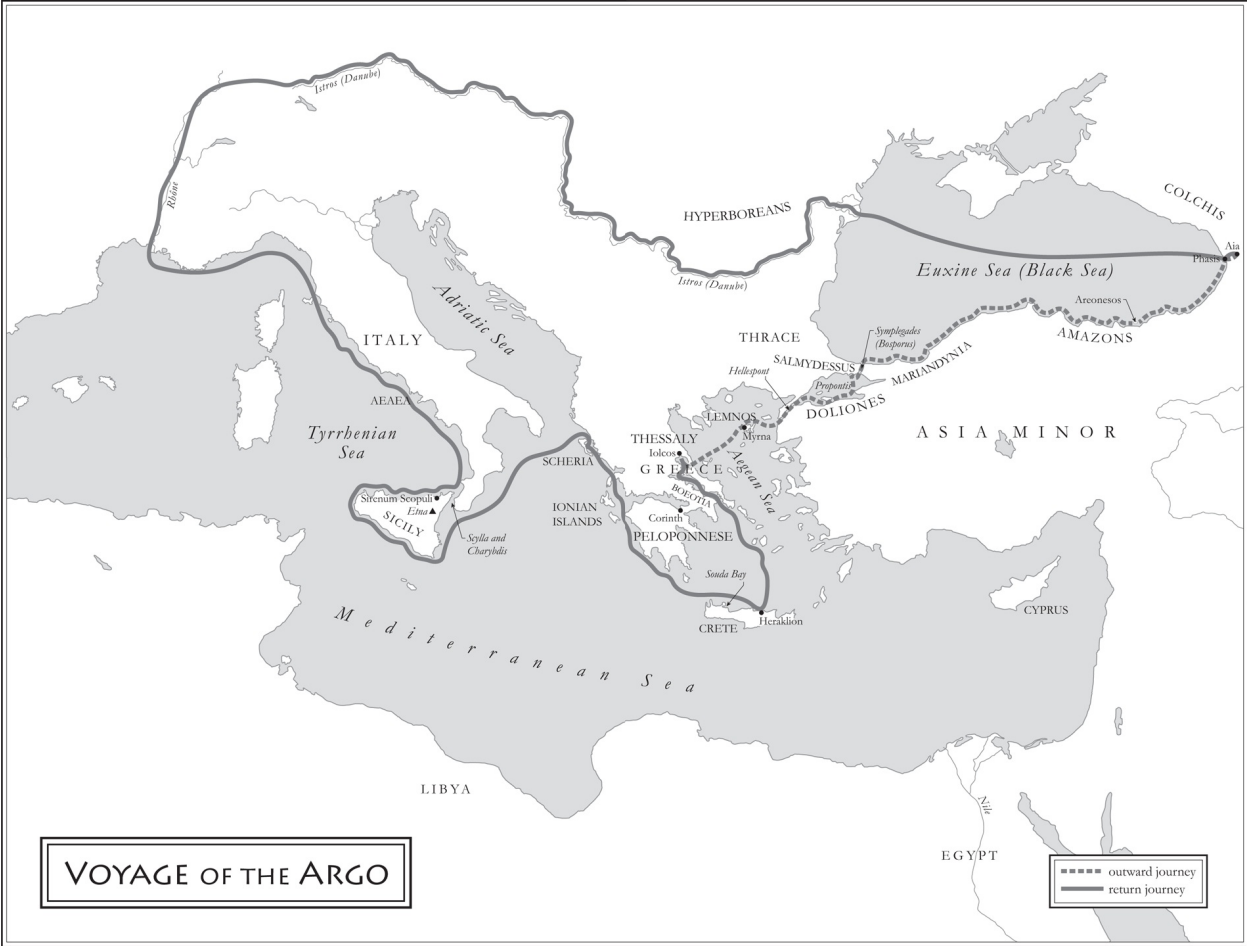 Istros (Danube)
Rhône
HYPERBOREANS
COLCHIS
Aia
Phasis
Euxine Sea (Black Sea)
Istros (Danube)
Areonesos
Adriatic Sea
ITALY
THRACE
Symplegades
(Bosporus)
AMAZONS
SALMYDESSUS
MARIANDYNIA
Hellespont
Propontis
DOLIONES
AEAEA
LEMNOS
Myrna
Tyrrhenian
Sea
THESSALY
Iolcos
GREECE
Aegean Sea
ASIA MINOR
SCHERIA
BOEOTIA
Sirenum Scopuli
Etna
SICILY
IONIAN
ISLANDS
Corinth
PELOPONNESE
Scylla and
Charybdis
Souda Bay
CYPRUS
Heraklion
CRETE
Mediterranean Sea
LIBYA
Nile
EGYPT
VOYAGE OF THE ARGO
outward journey
return journey